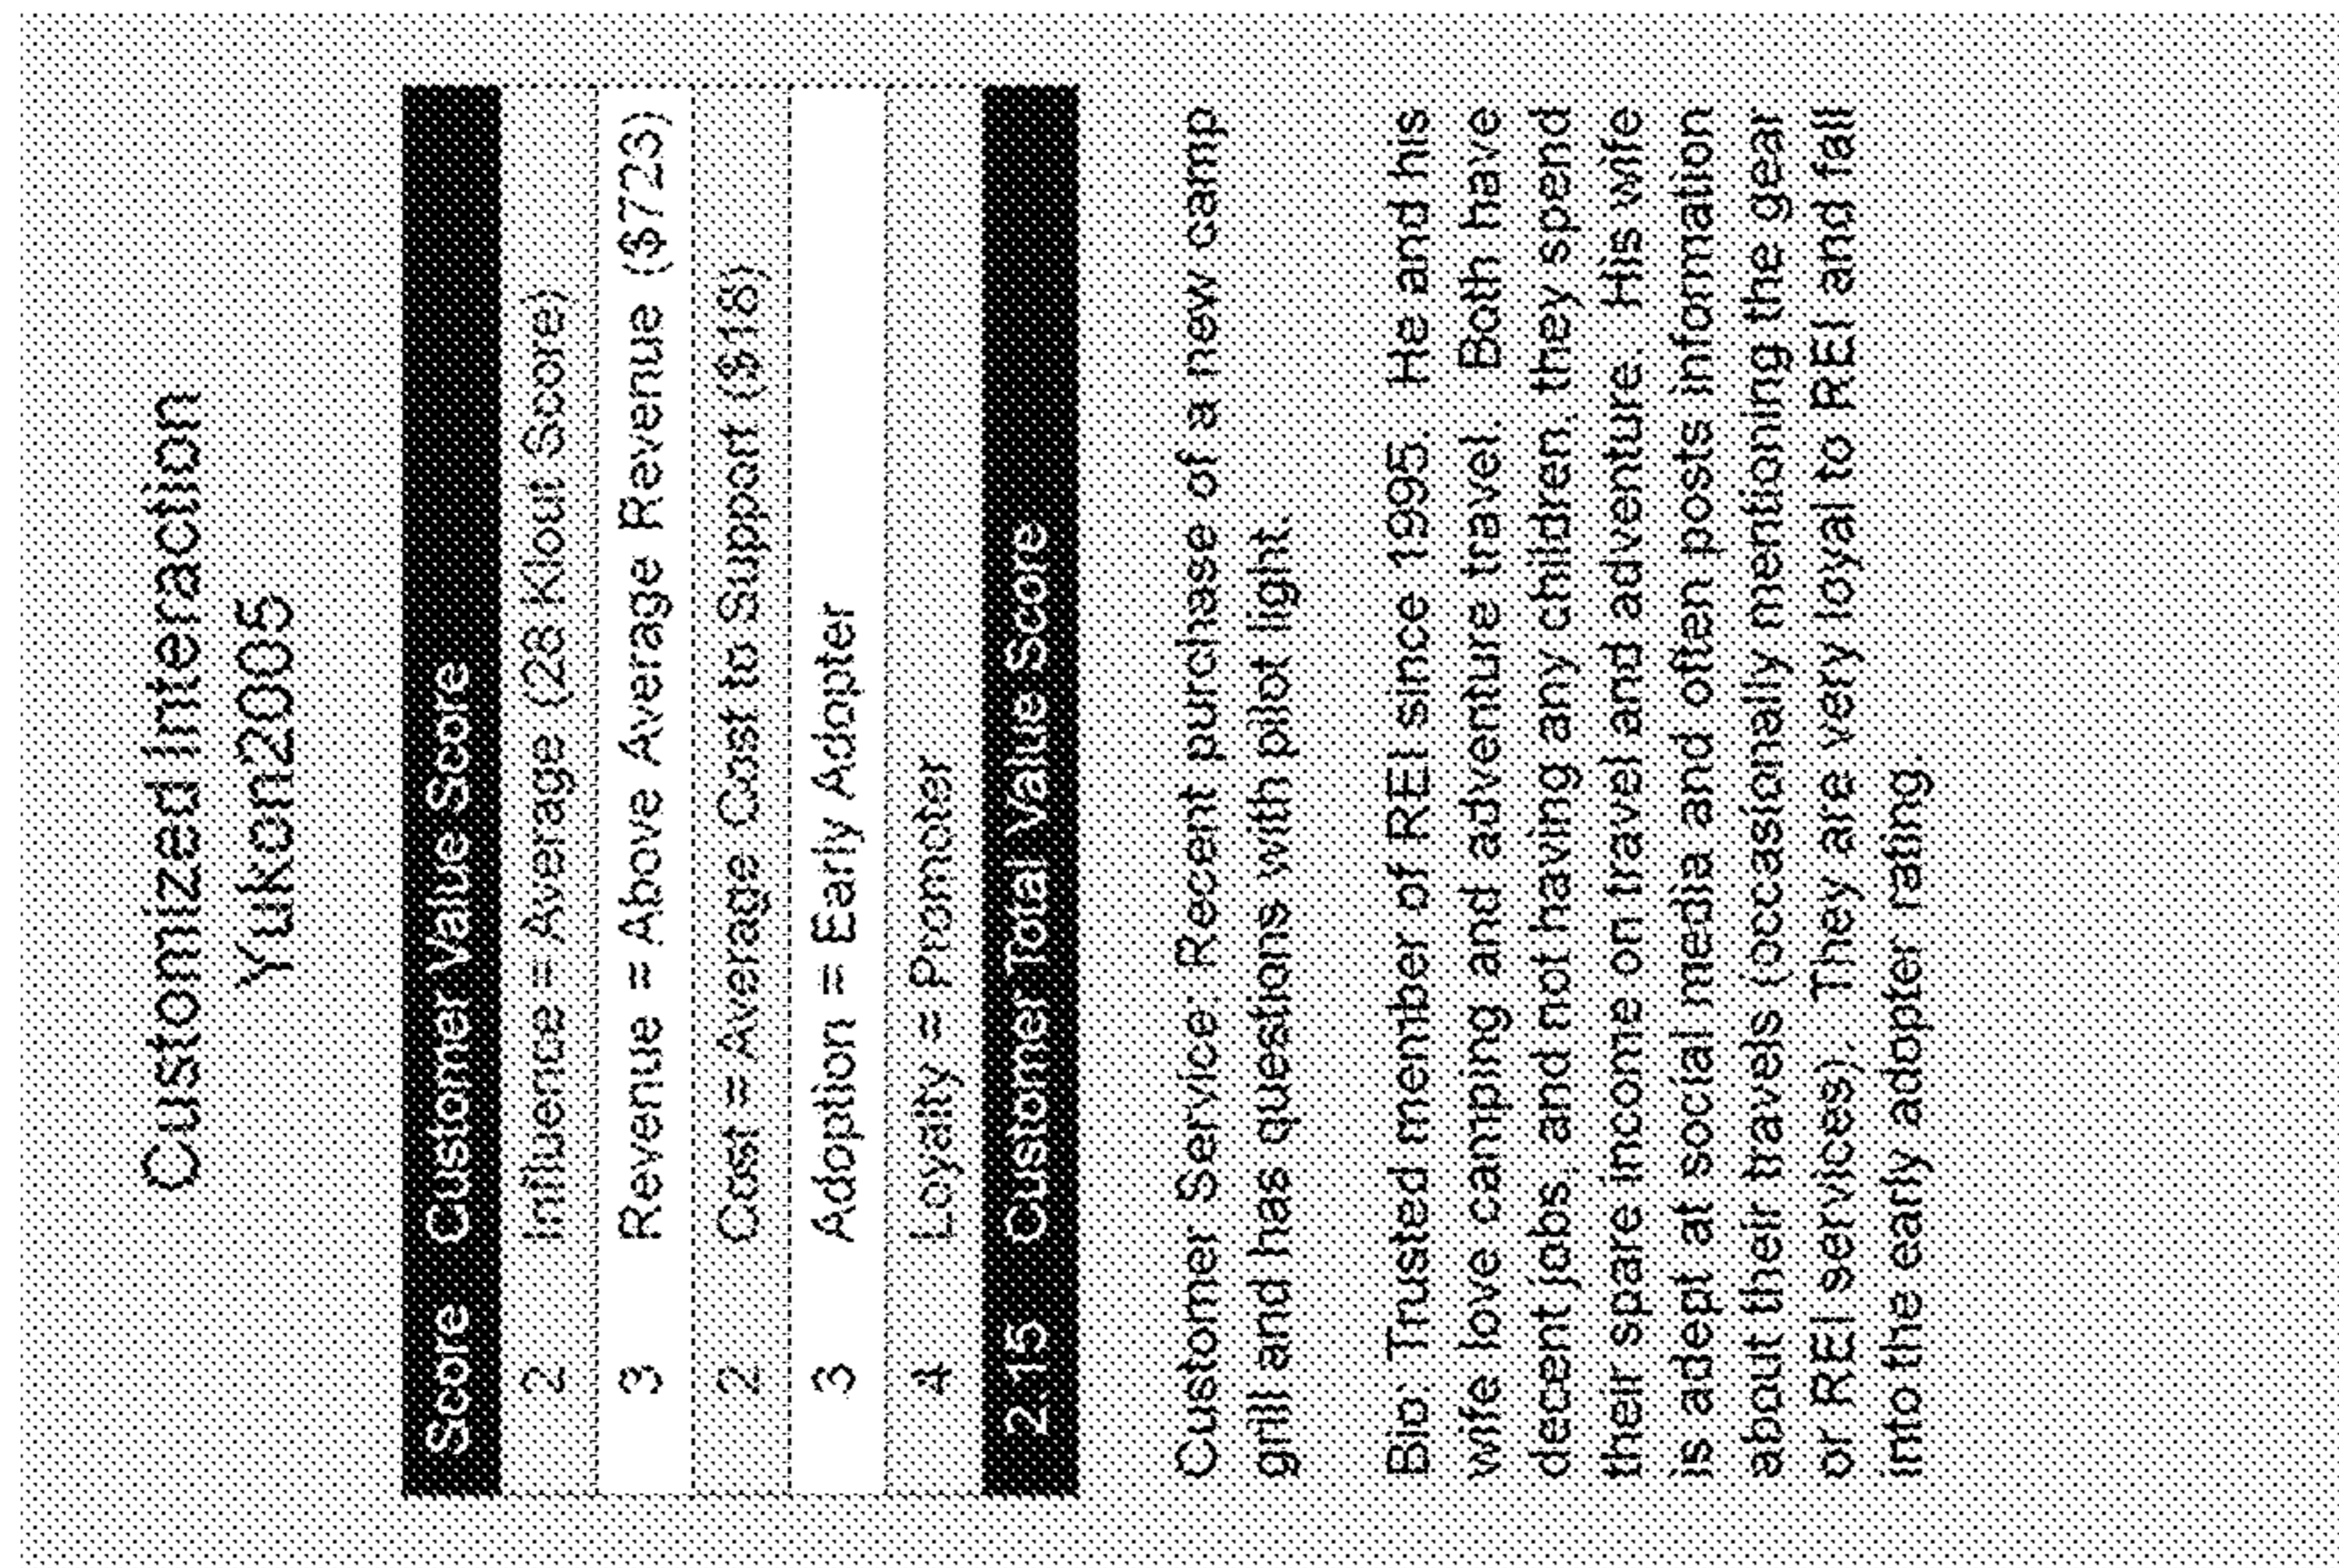 Customized Interaction
Yukon2005
Score Customer Value Score
2 Influence = Average (28 Klout Score)
3 Revenue = Above Average Revenue ($723)
2 Cost = Average Cost to Support ($18)
3 Adoption = Early Adopter
4 Loyalty = Promoter
2.15 Customer Total Value Score
Customer Service: Recent purchase of a new camp
grill and has questions with pilot light.
Bio: Trusted member of REI since 1995. He and his
wife love camping and adventure travel. Both have
decent jobs, and not having any children, they spend
their spare income on travel and adventure. His wife
is adept at social media and often posts information
about their travels (occasionally mentioning the gear
or REI services). They are very loyal to REI and fall
into the early adopter rating.